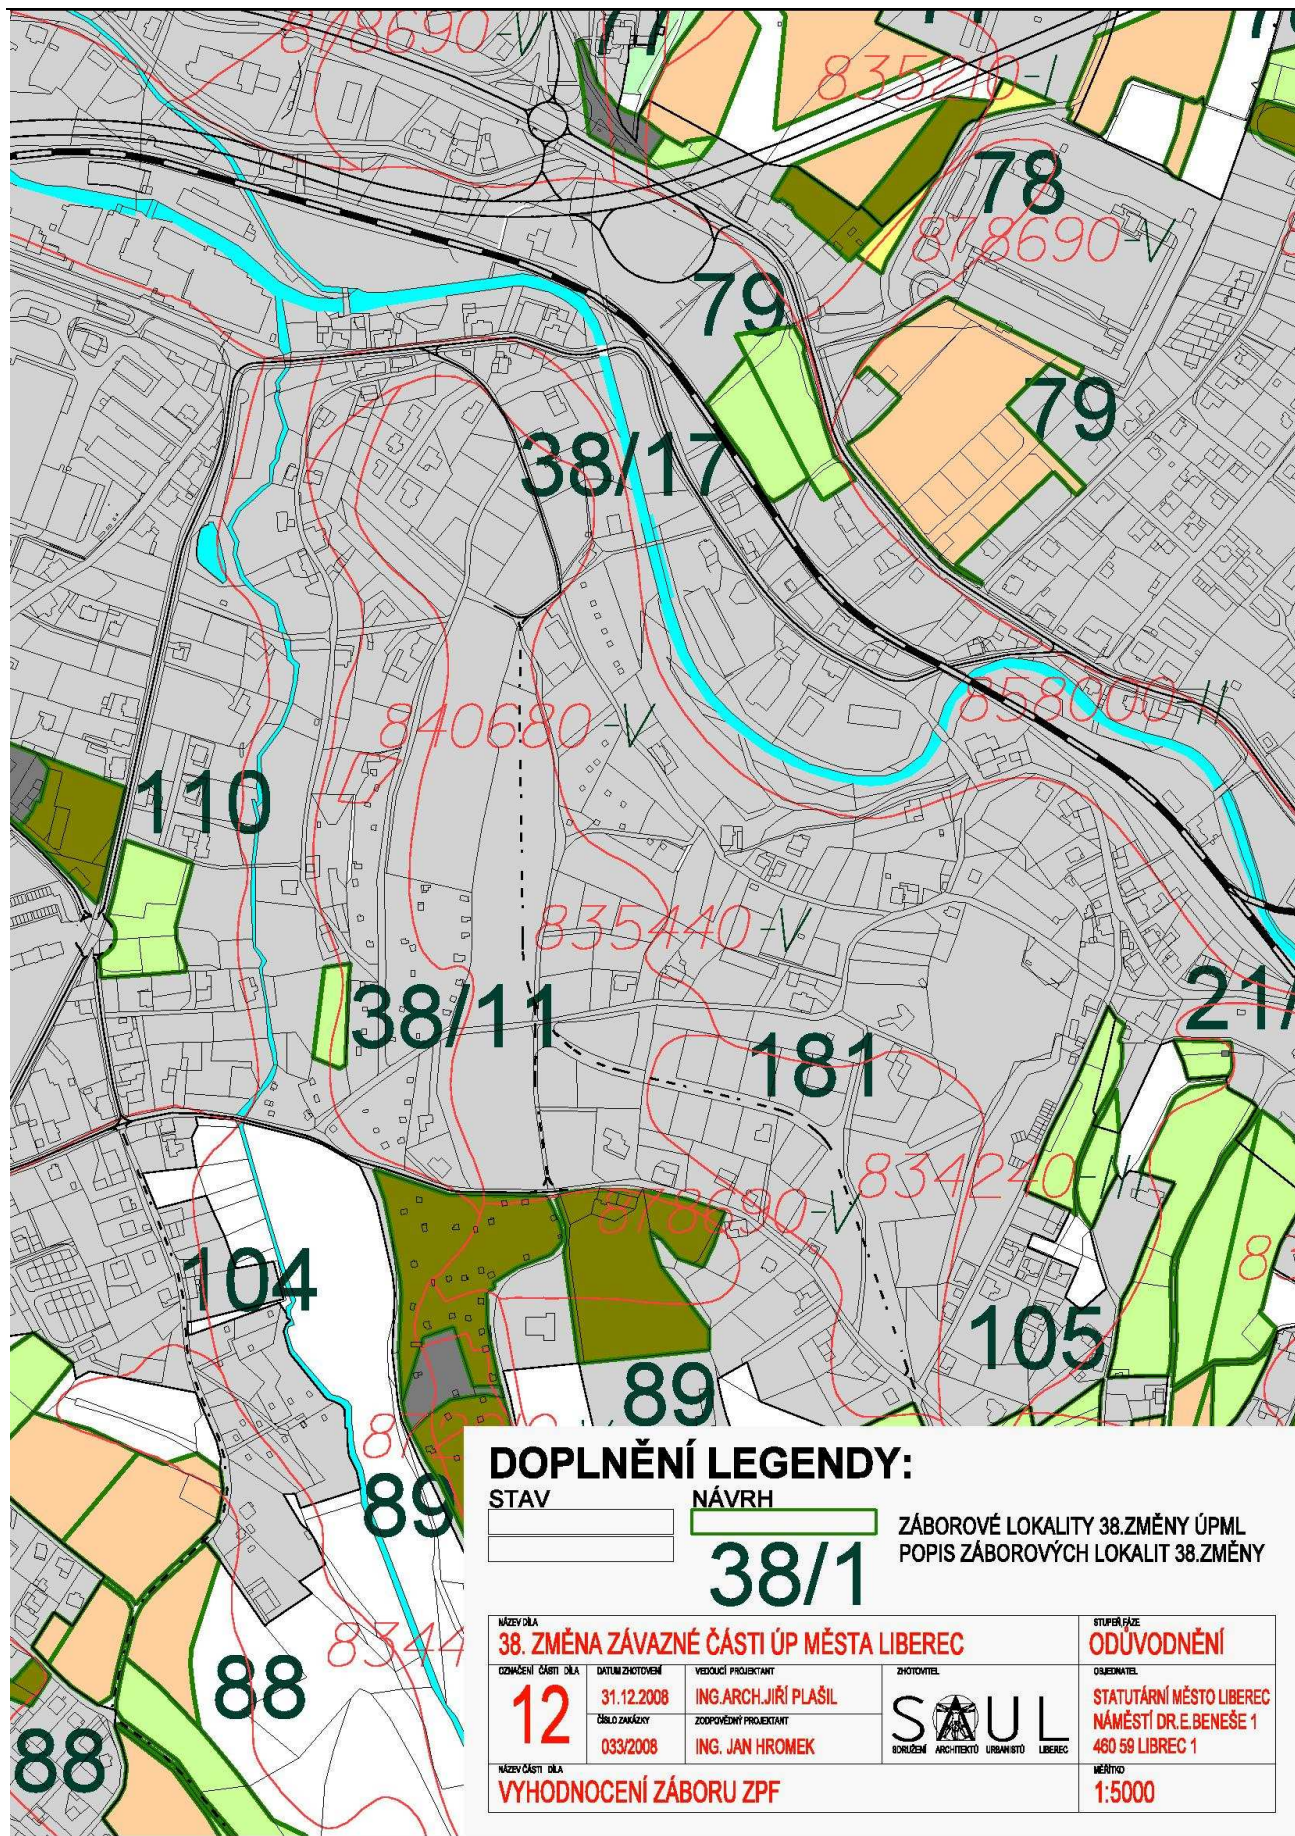 878690-V
77
835210-I
78
878690-V
79
79
38/17
840680-V
858000-II
110
835440-V
38/11
181
21/
834240-III
878690-V
104
105
89
89
8344
88
88
DOPLNĚNÍ LEGENDY:
STAV NÁVRH
ZÁBOROVÉ LOKALITY 38.ZMĚNY ÚPML
38/1 POPIS ZÁBOROVÝCH LOKALIT 38.ZMĚNY
NÁZEV DÍLA STUPEŇ,FÁZE
38. ZMĚNA ZÁVAZNÉ ČÁSTI ÚP MĚSTA LIBEREC ODŮVODNĚNÍ
OZNAČENÍ ČÁSTI DÍLA DATUM ZHOTOVENÍ VEDOUCÍ PROJEKTANT ZHOTOVITEL OBJEDNATEL
12 31.12.2008 ING.ARCH.JIŘÍ PLAŠIL STATUTÁRNÍ MĚSTO LIBEREC
ČÍSLO ZAKÁZKY ZODPOVĚDNÝ PROJEKTANT SAUL NÁMĚSTÍ DR.E.BENEŠE 1
033/2008 ING. JAN HROMEK SDRUŽENÍ ARCHITEKTŮ URBANISTŮ LIBEREC 460 59 LIBREC 1
NÁZEV ČÁSTI DÍLA MĚŘÍTKO
VYHODNOCENÍ ZÁBORU ZPF 1:5000